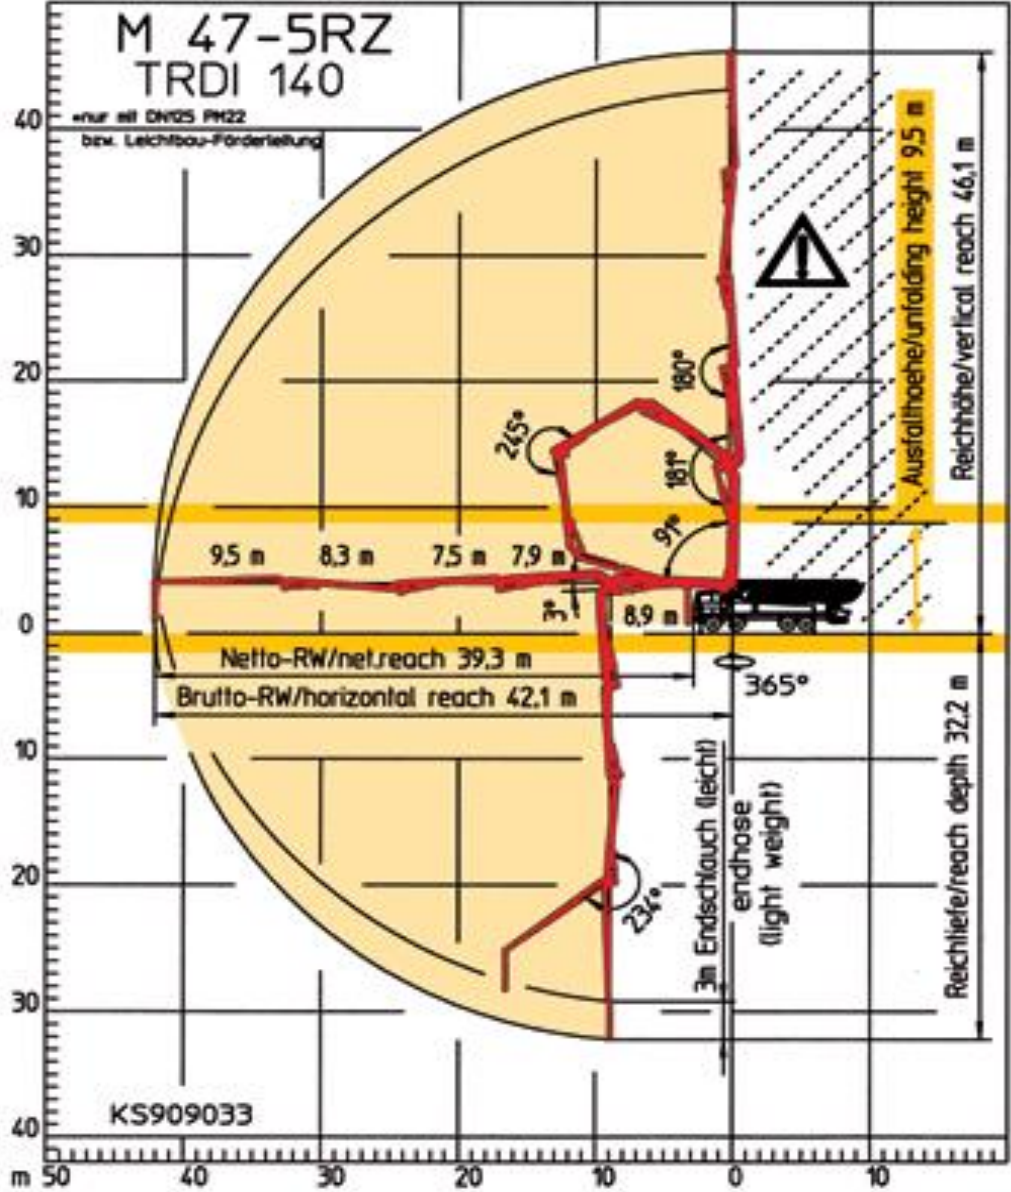 M 47-5RZ
TRDI 140
*nur mit DN125 PM22
bzw. Leichtbau-Förderleitung
40
30
20
10
0
10
20
30
40
m 50 40 30 20 10 0 10
Ausfalthoehe/unfolding height 9,5 m
Reichhöhe/vertical reach 46,1 m
180°
245°
181°
91°
9,5 m 8,3 m 7,5 m 7,9 m
3°
8,9 m
Netto-RW/net.reach 39,3 m
365°
Brutto-RW/horizontal reach 42,1 m
234°
3m Endschlauch (leicht)
endhose
(light weight)
Reichtiefe/reach depth 32,2 m
KS909033